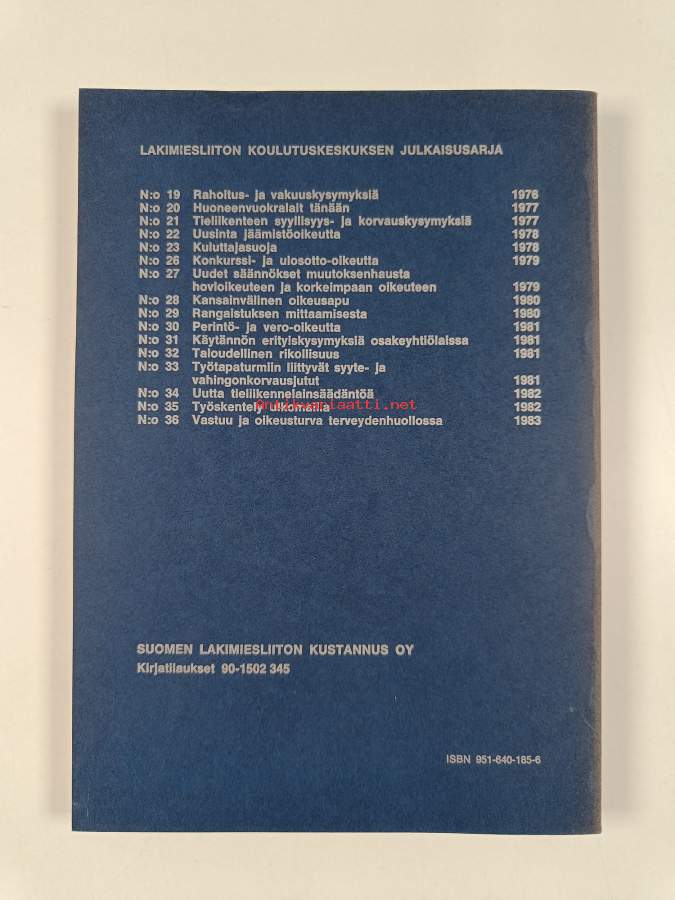 LAKIMIESLIITON KOULUTUSKESKUKSEN JULKAISUSARJA
N:o 19 Rahoitus- ja vakuuskysymyksiä 1976
N:o 20 Huoneenvuokralait tänään 1977
N:o 21 Tieliikenteen syyllisyys- ja korvauskysymyksiä 1977
N:o 22 Uusinta jäämistöoikeutta 1978
N:o 23 Kuluttajasuoja 1978
N:o 26 Konkurssi- ja ulosotto-oikeutta 1979
N:o 27 Uudet säännökset muutoksenhausta
hovioikeuteen ja korkeimpaan oikeuteen 1979
N:o 28 Kansainvälinen oikeusapu 1980
N:o 29 Rangaistuksen mittaamisesta 1980
N:o 30 Perintö- ja vero-oikeutta 1981
N:o 31 Käytännön erityiskysymyksiä osakeyhtiölaissa 1981
N:o 32 Taloudellinen rikollisuus 1981
N:o 33 Työtapaturmiin liittyvät syyte- ja
vahingonkorvausjutut 1981
N:o 34 Uutta tieliikennelainsäädäntöä 1982
N:o 35 Työskentely ulkomailla 1982
Antikvariaatti.net
N:o 36 Vastuu ja oikeusturva terveydenhuollossa 1983
SUOMEN LAKIMIESLIITON KUSTANNUS OY
Kirjatilaukset 90-1502 345
ISBN 951-640-185-6